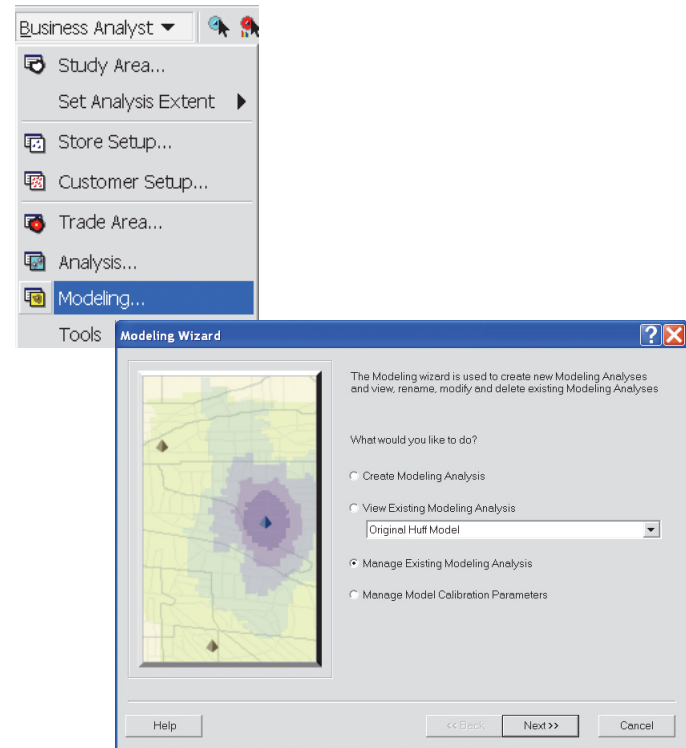 Business Analyst
Study Area...
Set Analysis Extent
Store Setup...
Customer Setup...
Trade Area...
Analysis...
Modeling...
Tools
Modeling Wizard
The Modeling wizard is used to create new Modeling Analyses
and view, rename, modify and delete existing Modeling Analyses
What would you like to do?
Create Modeling Analysis
View Existing Modeling Analysis
Original Huff Model
Manage Existing Modeling Analysis
Manage Model Calibration Parameters
Help
<< Back
Next >>
Cancel